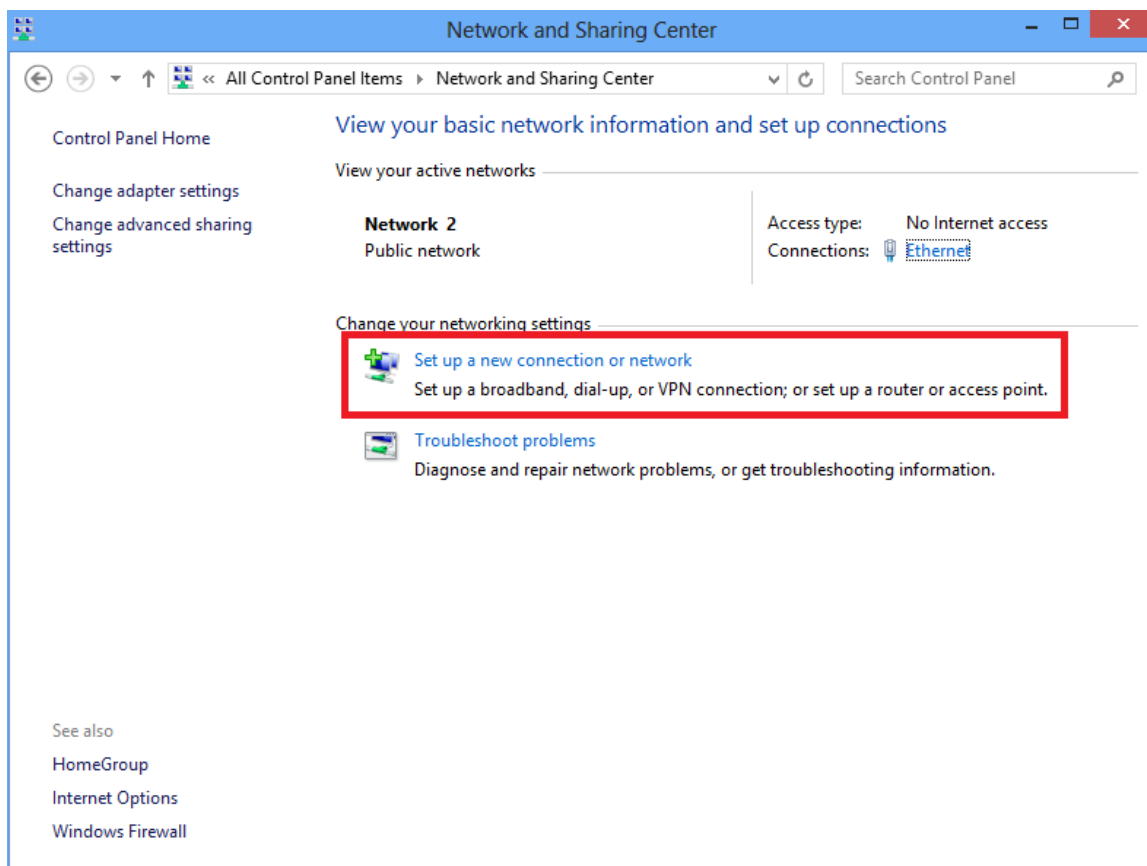 Network and Sharing Center
« All Control Panel Items ▸ Network and Sharing Center
Search Control Panel
Control Panel Home
Change adapter settings
Change advanced sharing
settings
View your basic network information and set up connections
View your active networks
Network 2
Public network
Access type: No Internet access
Connections: Ethernet
Change your networking settings
Set up a new connection or network
Set up a broadband, dial-up, or VPN connection; or set up a router or access point.
Troubleshoot problems
Diagnose and repair network problems, or get troubleshooting information.
See also
HomeGroup
Internet Options
Windows Firewall